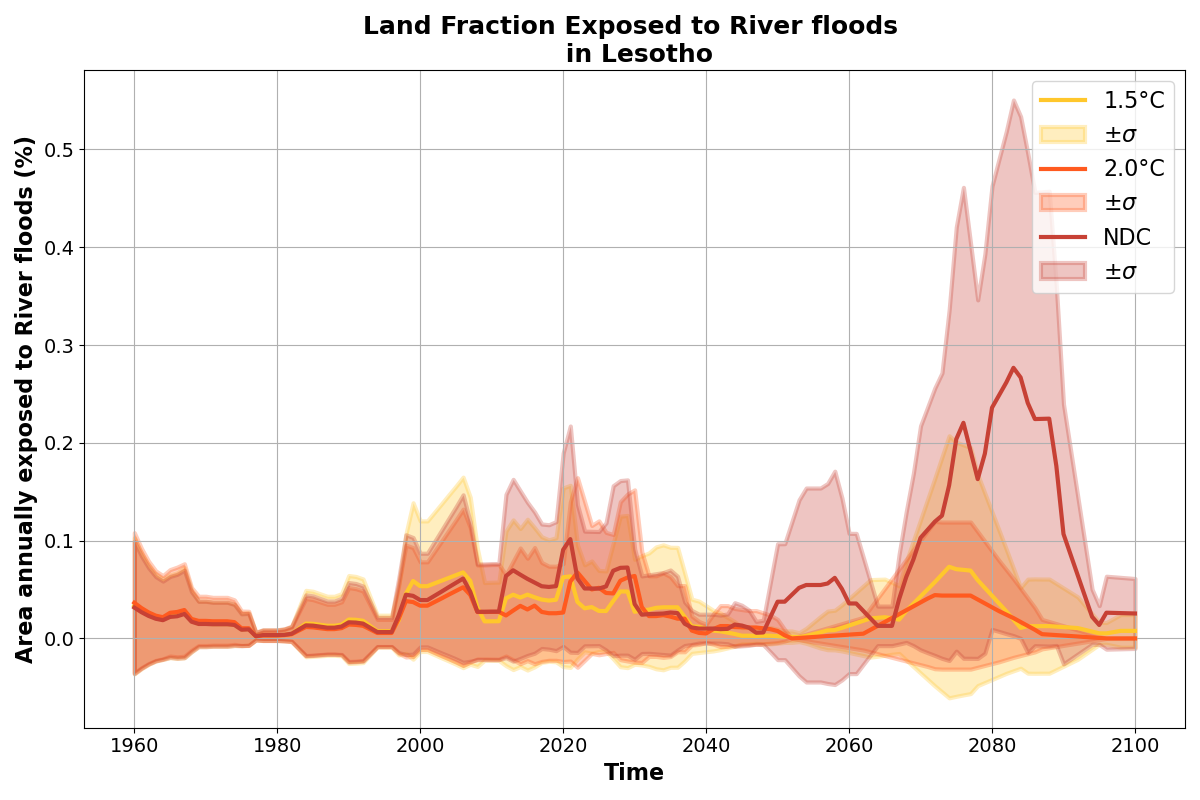 Land Fraction Exposed to River floods
in Lesotho
Area annually exposed to River floods (%)
0.5
0.4
0.3
0.2
0.1
0.0
1960 1980 2000 2020 2040 2060 2080 2100
Time
1.5°C
±σ
2.0°C
±σ
NDC
±σ